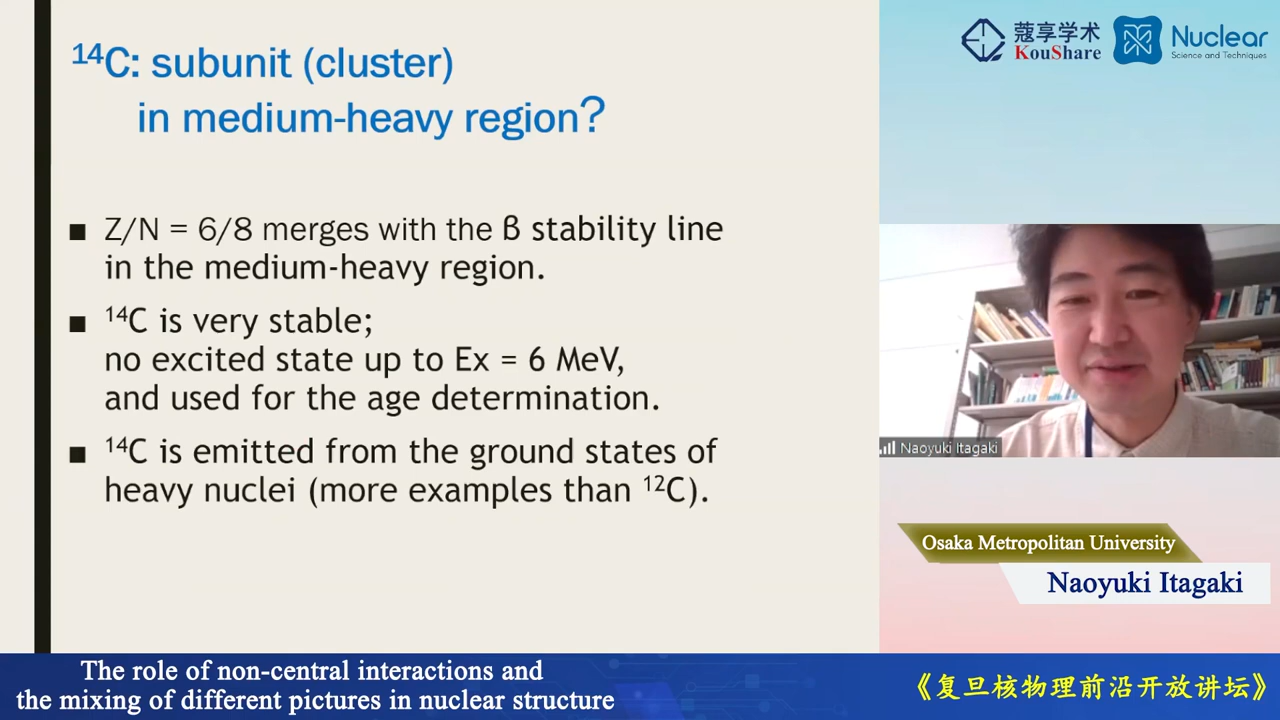 ¹⁴C: subunit (cluster)
in medium-heavy region?
■ Z/N = 6/8 merges with the ß stability line
in the medium-heavy region.
■ ¹⁴C is very stable;
no excited state up to Ex = 6 MeV,
and used for the age determination.
■ ¹⁴C is emitted from the ground states of
heavy nuclei (more examples than ¹²C).
蔻享学术
KouShare
Nuclear
Science and Techniques
Naoyuki Itagaki
Osaka Metropolitan University
Naoyuki Itagaki
The role of non-central interactions and
the mixing of different pictures in nuclear structure
《复旦核物理前沿开放讲坛》